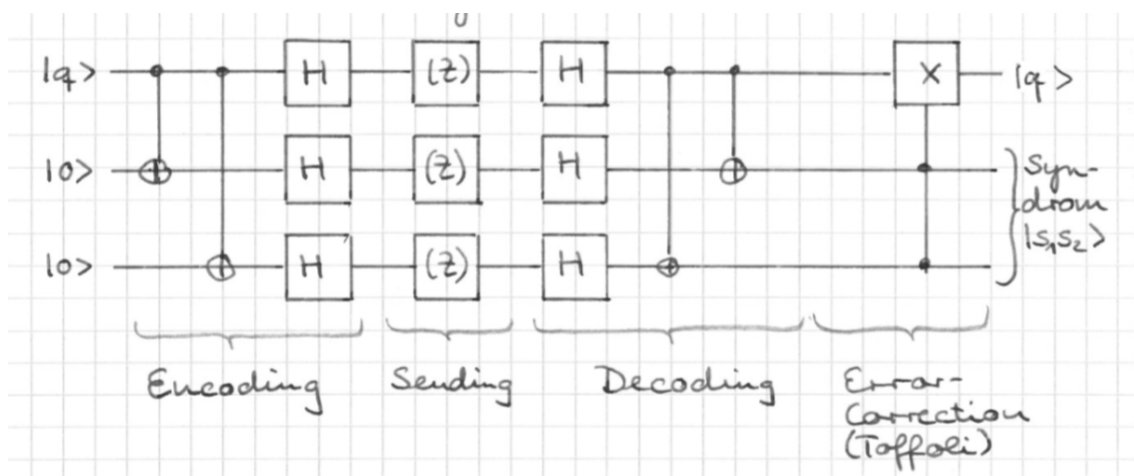 |q> H (Z) H X |q>
|0> H (Z) H
|0> H (Z) H
Syn-
drom
|s₁s₂>
Encoding Sending Decoding Error-
Correction
(Toffoli)